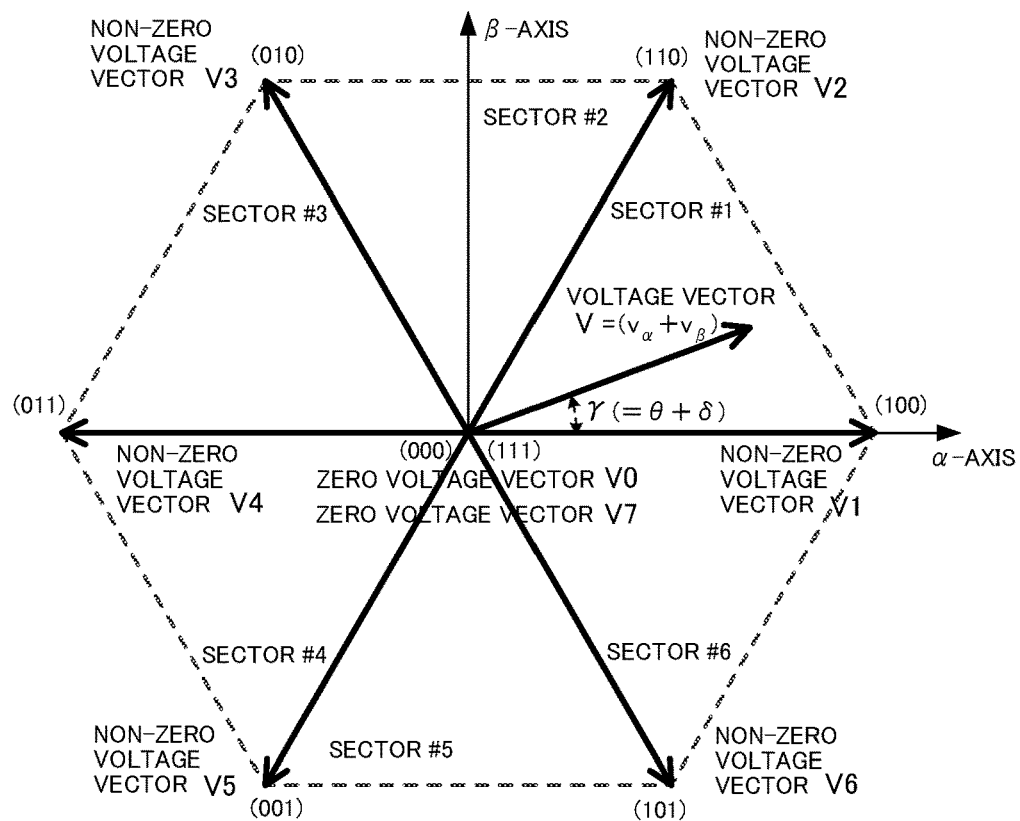 NON-ZERO
VOLTAGE
VECTOR V3
(010)
β-AXIS
(110)
NON-ZERO
VOLTAGE
VECTOR V2
SECTOR #2
SECTOR #3
SECTOR #1
VOLTAGE VECTOR
V=(vα+vβ)
γ(=θ+δ)
(011)
(100)
(000)
(111)
α-AXIS
NON-ZERO
VOLTAGE
VECTOR V4
ZERO VOLTAGE VECTOR V0
ZERO VOLTAGE VECTOR V7
NON-ZERO
VOLTAGE
VECTOR V1
SECTOR #4
SECTOR #6
NON-ZERO
VOLTAGE
VECTOR V5
SECTOR #5
NON-ZERO
VOLTAGE
VECTOR V6
(001)
(101)